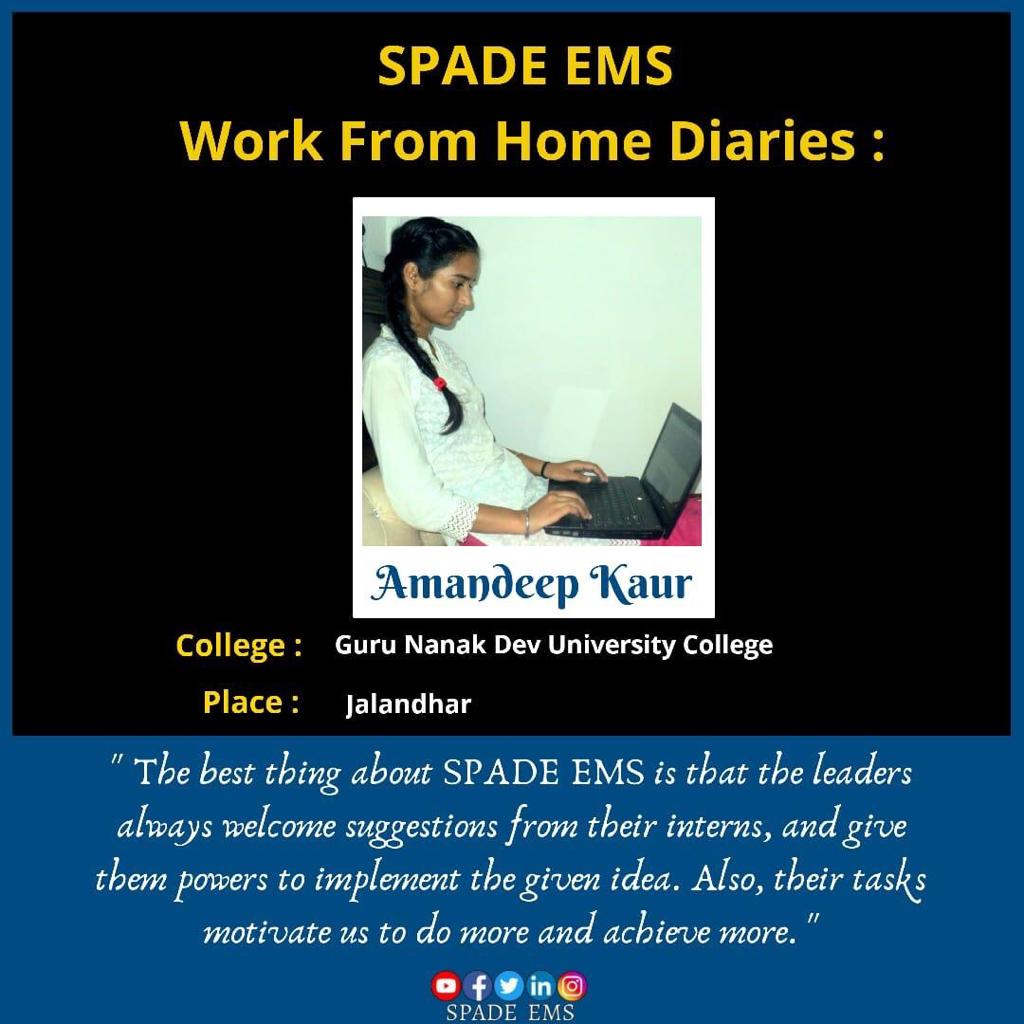 SPADE EMS
Work From Home Diaries :
Amandeep Kaur
College : Guru Nanak Dev University College
Place : Jalandhar
" The best thing about SPADE EMS is that the leaders
always welcome suggestions from their interns, and give
them powers to implement the given idea. Also, their tasks
motivate us to do more and achieve more. "
SPADE EMS